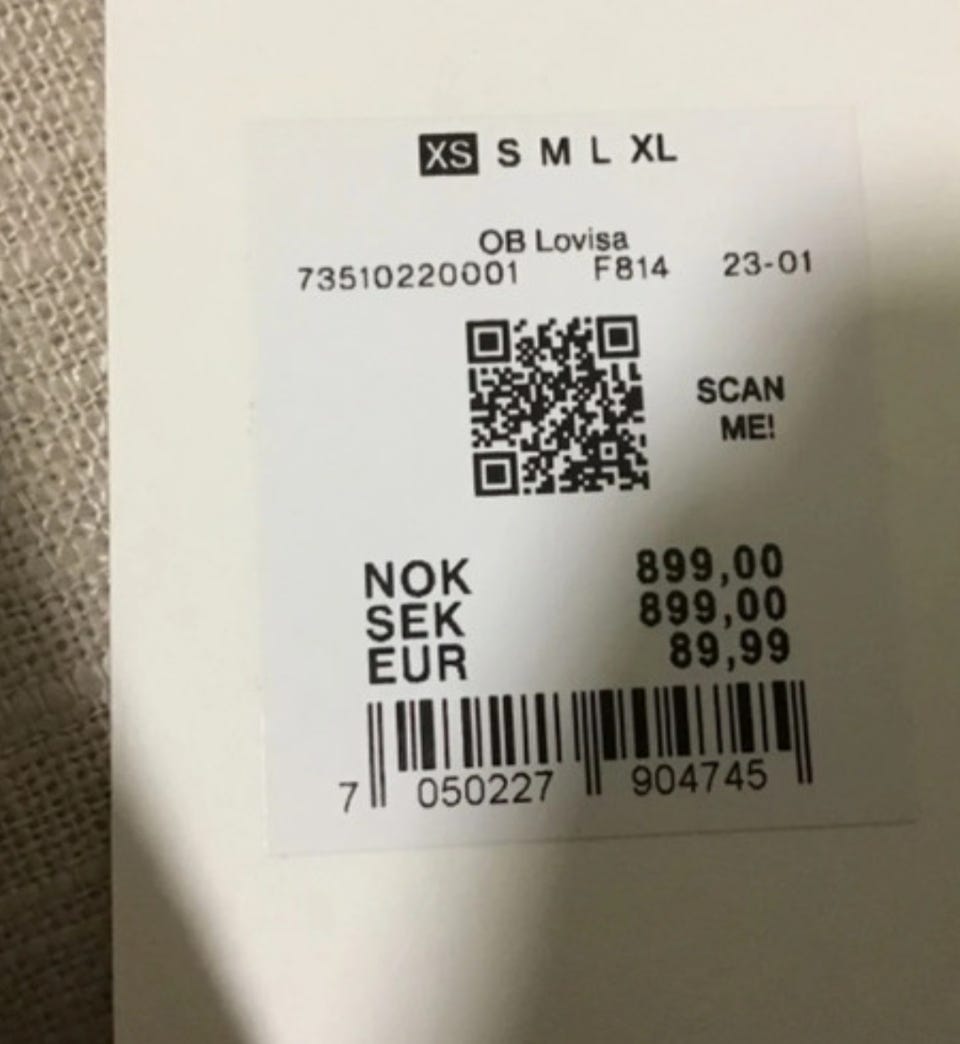 XS S M L XL
OB Lovisa
73510220001 F814 23-01
SCAN
ME!
NOK 899,00
SEK 899,00
EUR 89,99
7 050227 904745